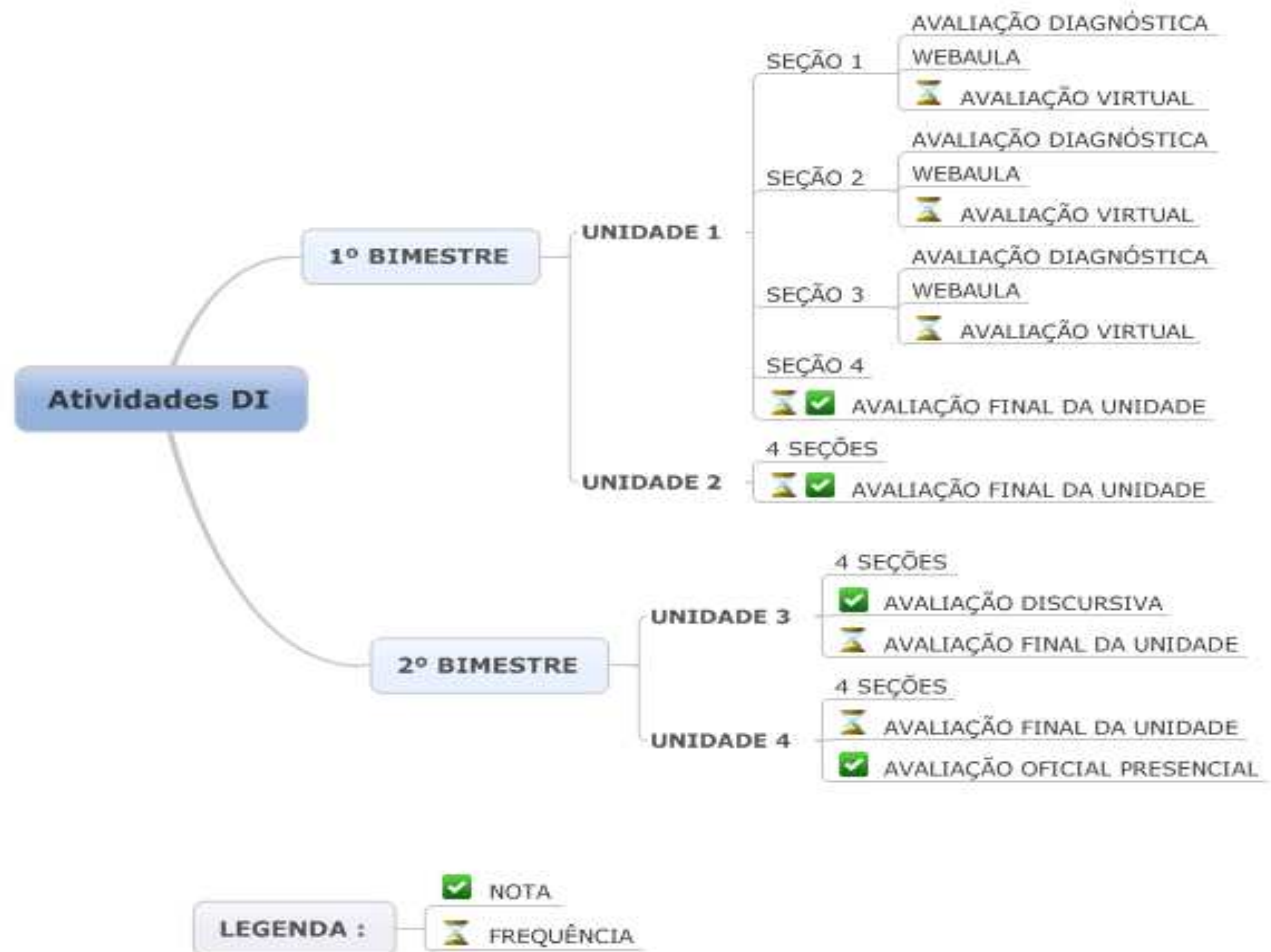 Atividades DI
1º BIMESTRE
UNIDADE 1
SEÇÃO 1
AVALIAÇÃO DIAGNÓSTICA
WEBAULA
AVALIAÇÃO VIRTUAL
SEÇÃO 2
AVALIAÇÃO DIAGNÓSTICA
WEBAULA
AVALIAÇÃO VIRTUAL
SEÇÃO 3
AVALIAÇÃO DIAGNÓSTICA
WEBAULA
AVALIAÇÃO VIRTUAL
SEÇÃO 4
AVALIAÇÃO FINAL DA UNIDADE
UNIDADE 2
4 SEÇÕES
AVALIAÇÃO FINAL DA UNIDADE
2º BIMESTRE
UNIDADE 3
4 SEÇÕES
AVALIAÇÃO DISCURSIVA
AVALIAÇÃO FINAL DA UNIDADE
UNIDADE 4
4 SEÇÕES
AVALIAÇÃO FINAL DA UNIDADE
AVALIAÇÃO OFICIAL PRESENCIAL
LEGENDA :
NOTA
FREQUÊNCIA